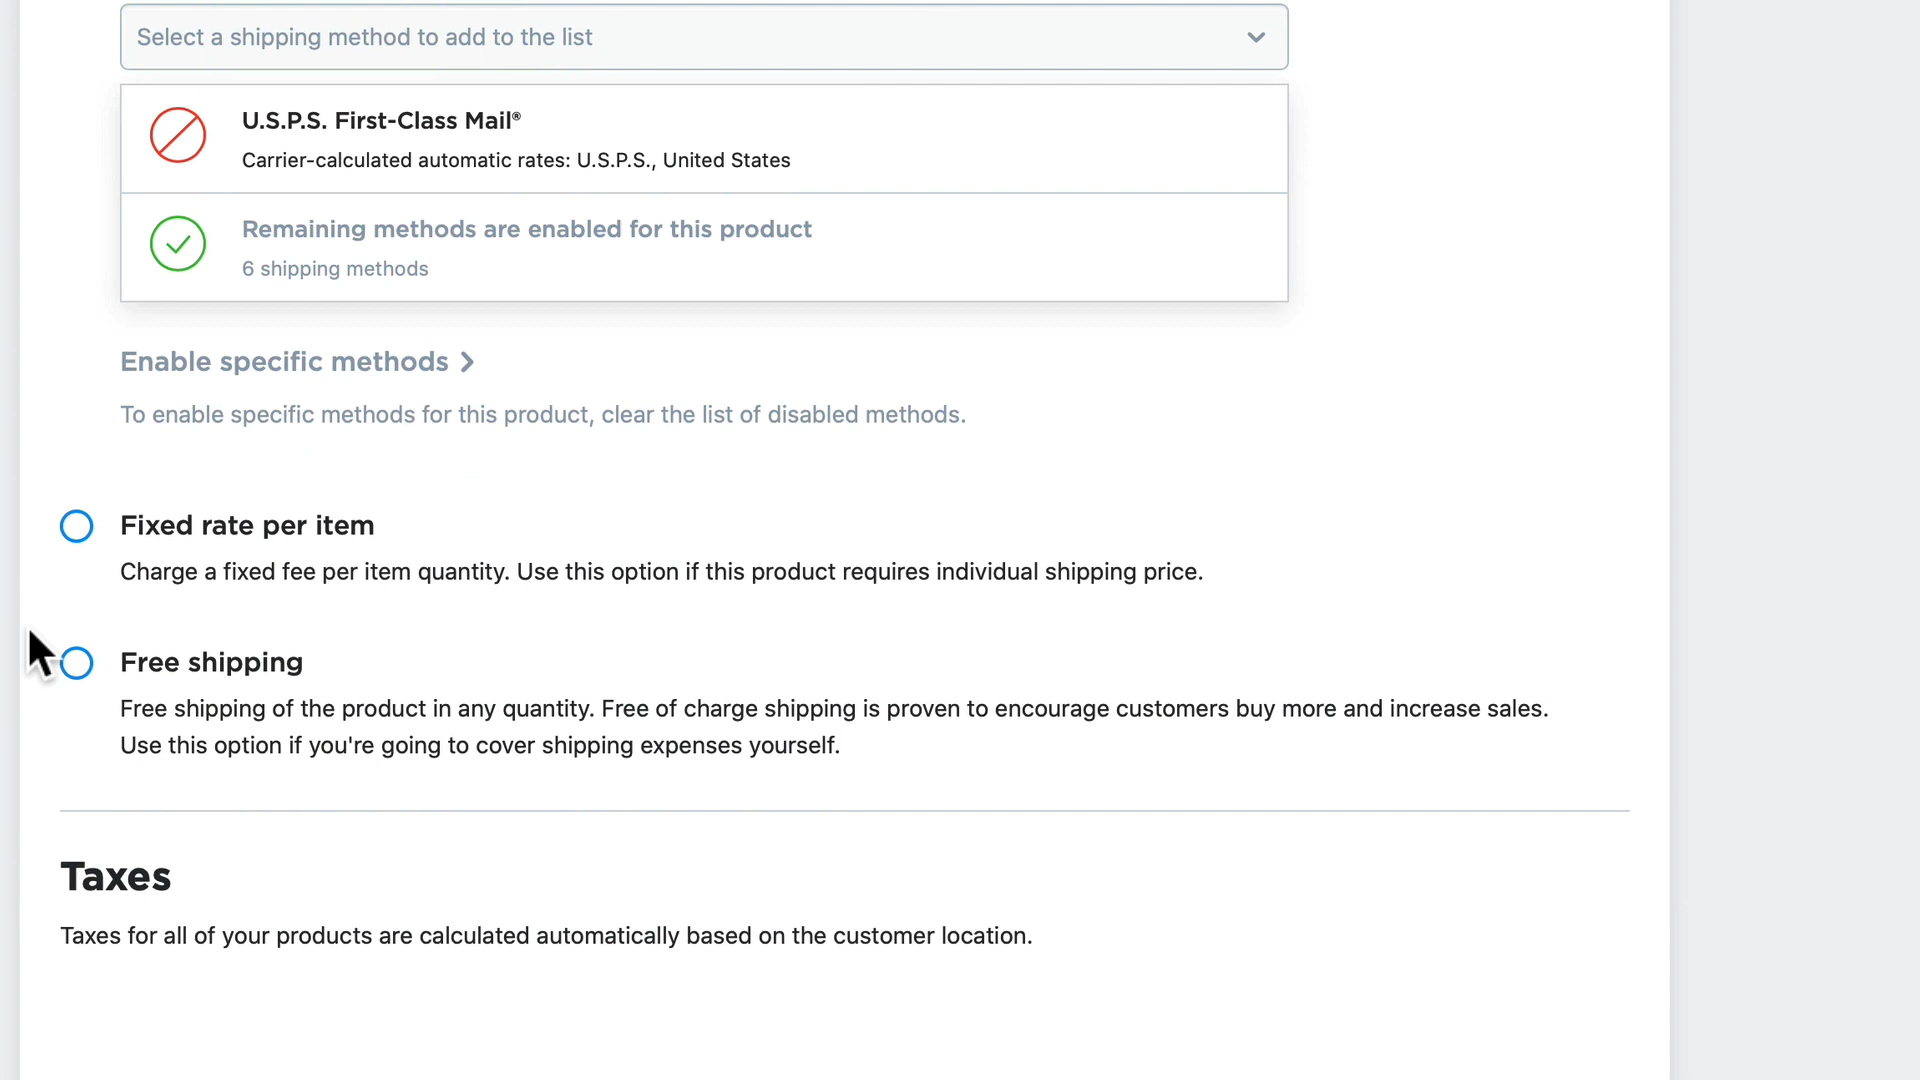 Select a shipping method to add to the list
U.S.P.S. First-Class Mail®
Carrier-calculated automatic rates: U.S.P.S., United States
Remaining methods are enabled for this product
6 shipping methods
Enable specific methods
To enable specific methods for this product, clear the list of disabled methods.
Fixed rate per item
Charge a fixed fee per item quantity. Use this option if this product requires individual shipping price.
Free shipping
Free shipping of the product in any quantity. Free of charge shipping is proven to encourage customers buy more and increase sales.
Use this option if you're going to cover shipping expenses yourself.
Taxes
Taxes for all of your products are calculated automatically based on the customer location.